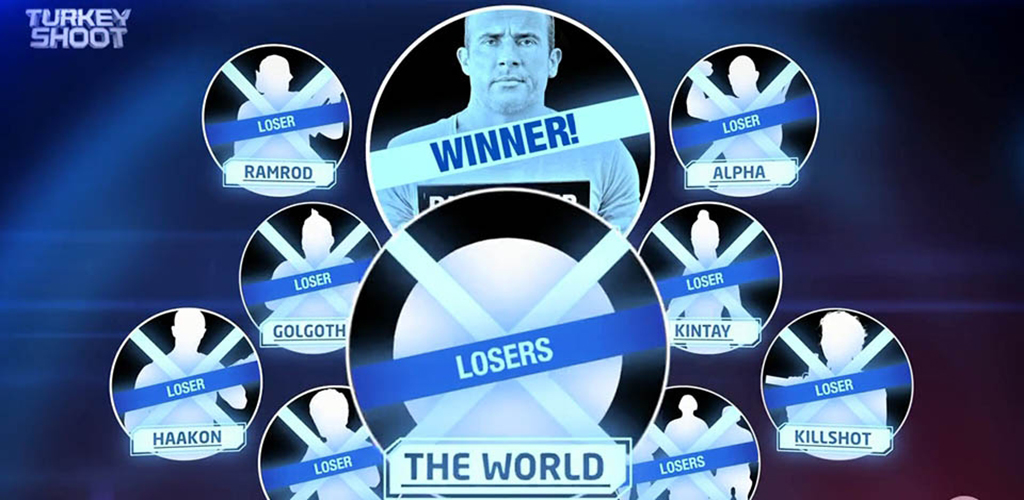 TURKEY
SHOOT
WINNER!
LOSER
RAMROD
LOSER
ALPHA
LOSER
GOLGOTH
LOSER
KINTAY
LOSERS
THE WORLD
LOSER
HAAKON
LOSER
KILLSHOT
LOSER
LOSERS